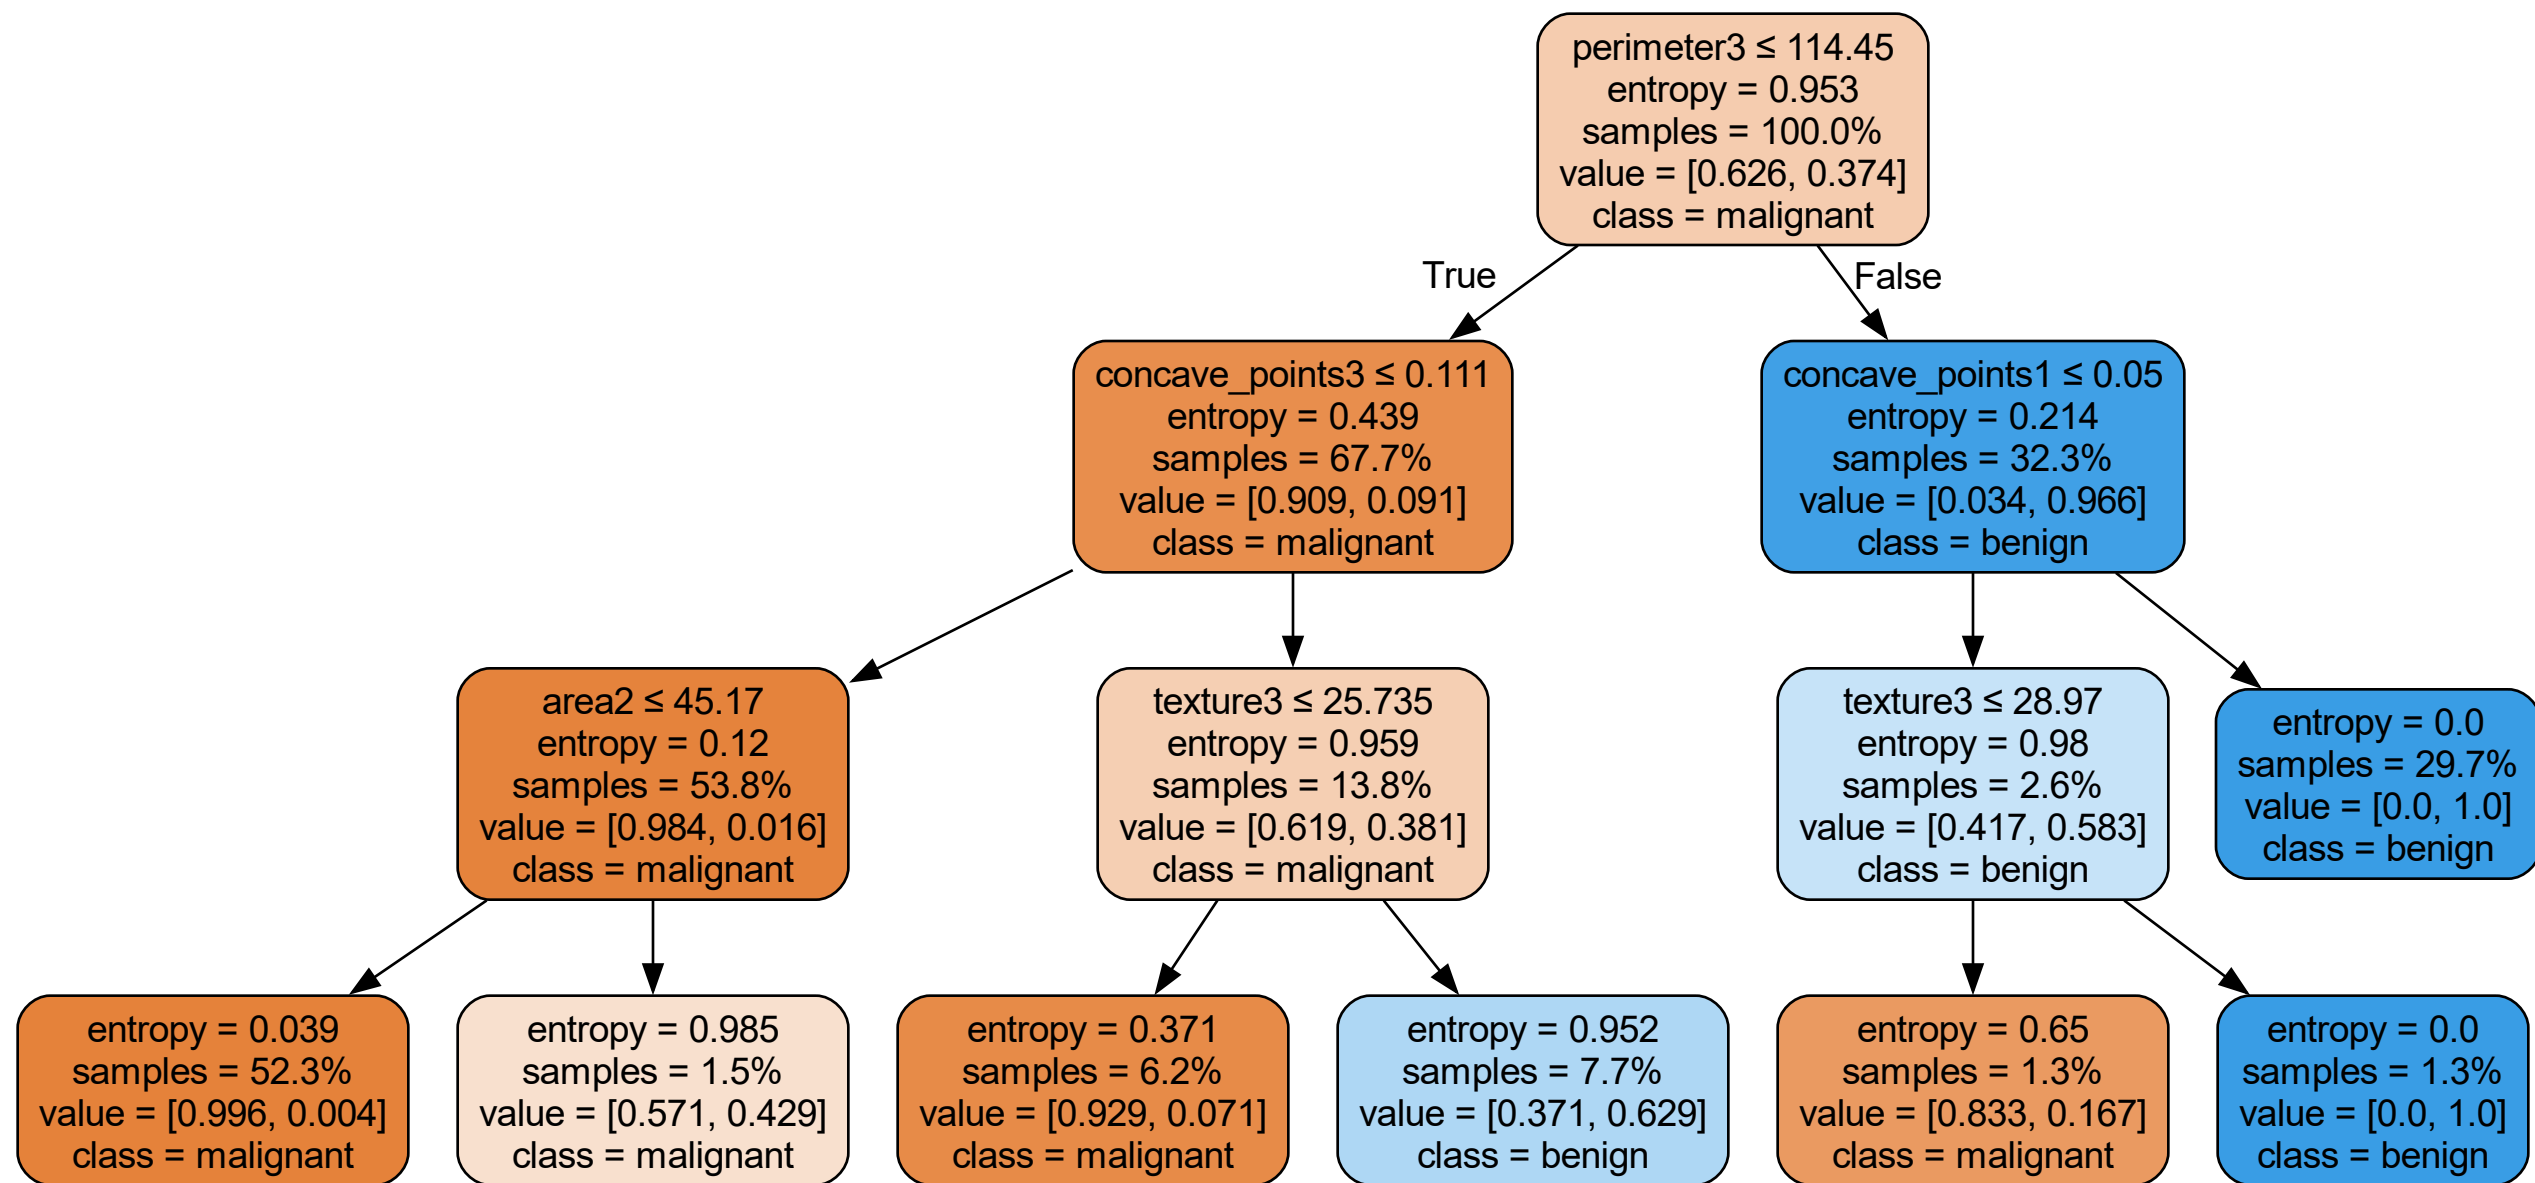 perimeter3 ≤ 114.45
entropy = 0.953
samples = 100.0%
value = [0.626, 0.374]
class = malignant
True
False
concave_points3 ≤ 0.111
entropy = 0.439
samples = 67.7%
value = [0.909, 0.091]
class = malignant
concave_points1 ≤ 0.05
entropy = 0.214
samples = 32.3%
value = [0.034, 0.966]
class = benign
area2 ≤ 45.17
entropy = 0.12
samples = 53.8%
value = [0.984, 0.016]
class = malignant
texture3 ≤ 25.735
entropy = 0.959
samples = 13.8%
value = [0.619, 0.381]
class = malignant
texture3 ≤ 28.97
entropy = 0.98
samples = 2.6%
value = [0.417, 0.583]
class = benign
entropy = 0.0
samples = 29.7%
value = [0.0, 1.0]
class = benign
entropy = 0.039
samples = 52.3%
value = [0.996, 0.004]
class = malignant
entropy = 0.985
samples = 1.5%
value = [0.571, 0.429]
class = malignant
entropy = 0.371
samples = 6.2%
value = [0.929, 0.071]
class = malignant
entropy = 0.952
samples = 7.7%
value = [0.371, 0.629]
class = benign
entropy = 0.65
samples = 1.3%
value = [0.833, 0.167]
class = malignant
entropy = 0.0
samples = 1.3%
value = [0.0, 1.0]
class = benign